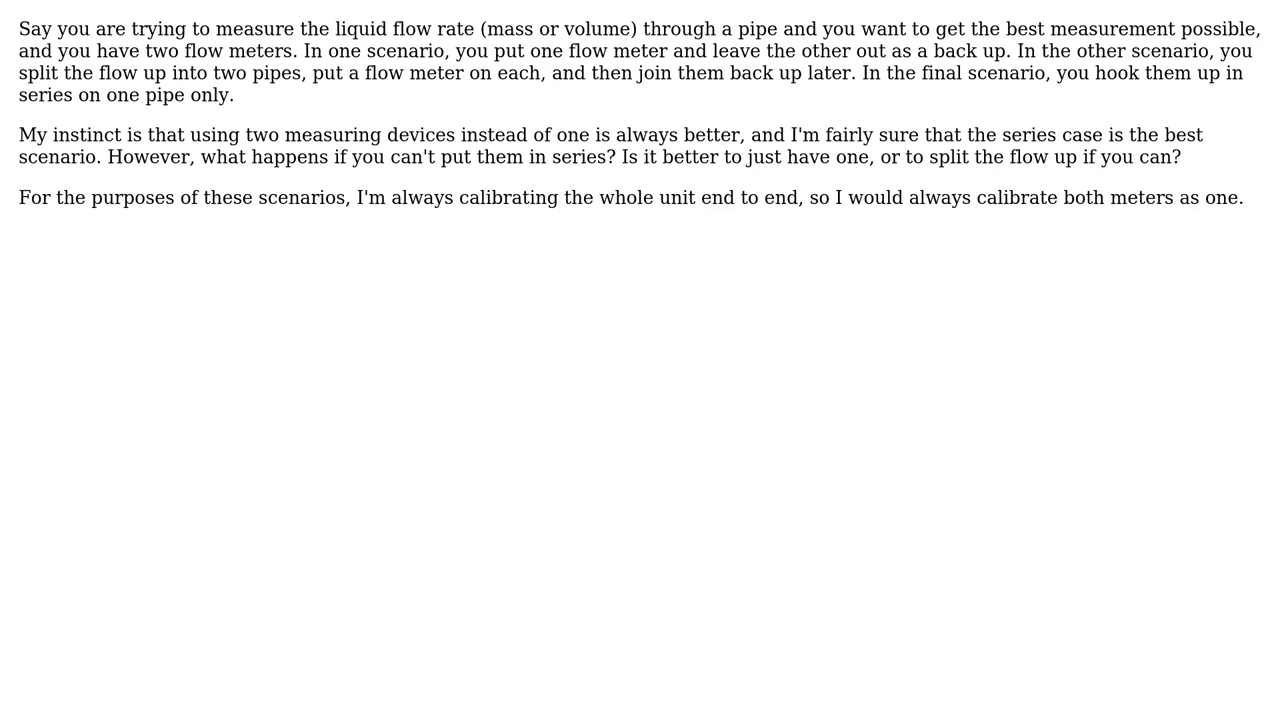 Say you are trying to measure the liquid flow rate (mass or volume) through a pipe and you want to get the best measurement possible,
and you have two flow meters. In one scenario, you put one flow meter and leave the other out as a back up. In the other scenario, you
split the flow up into two pipes, put a flow meter on each, and then join them back up later. In the final scenario, you hook them up in
series on one pipe only.
My instinct is that using two measuring devices instead of one is always better, and I'm fairly sure that the series case is the best
scenario. However, what happens if you can't put them in series? Is it better to just have one, or to split the flow up if you can?
For the purposes of these scenarios, I'm always calibrating the whole unit end to end, so I would always calibrate both meters as one.